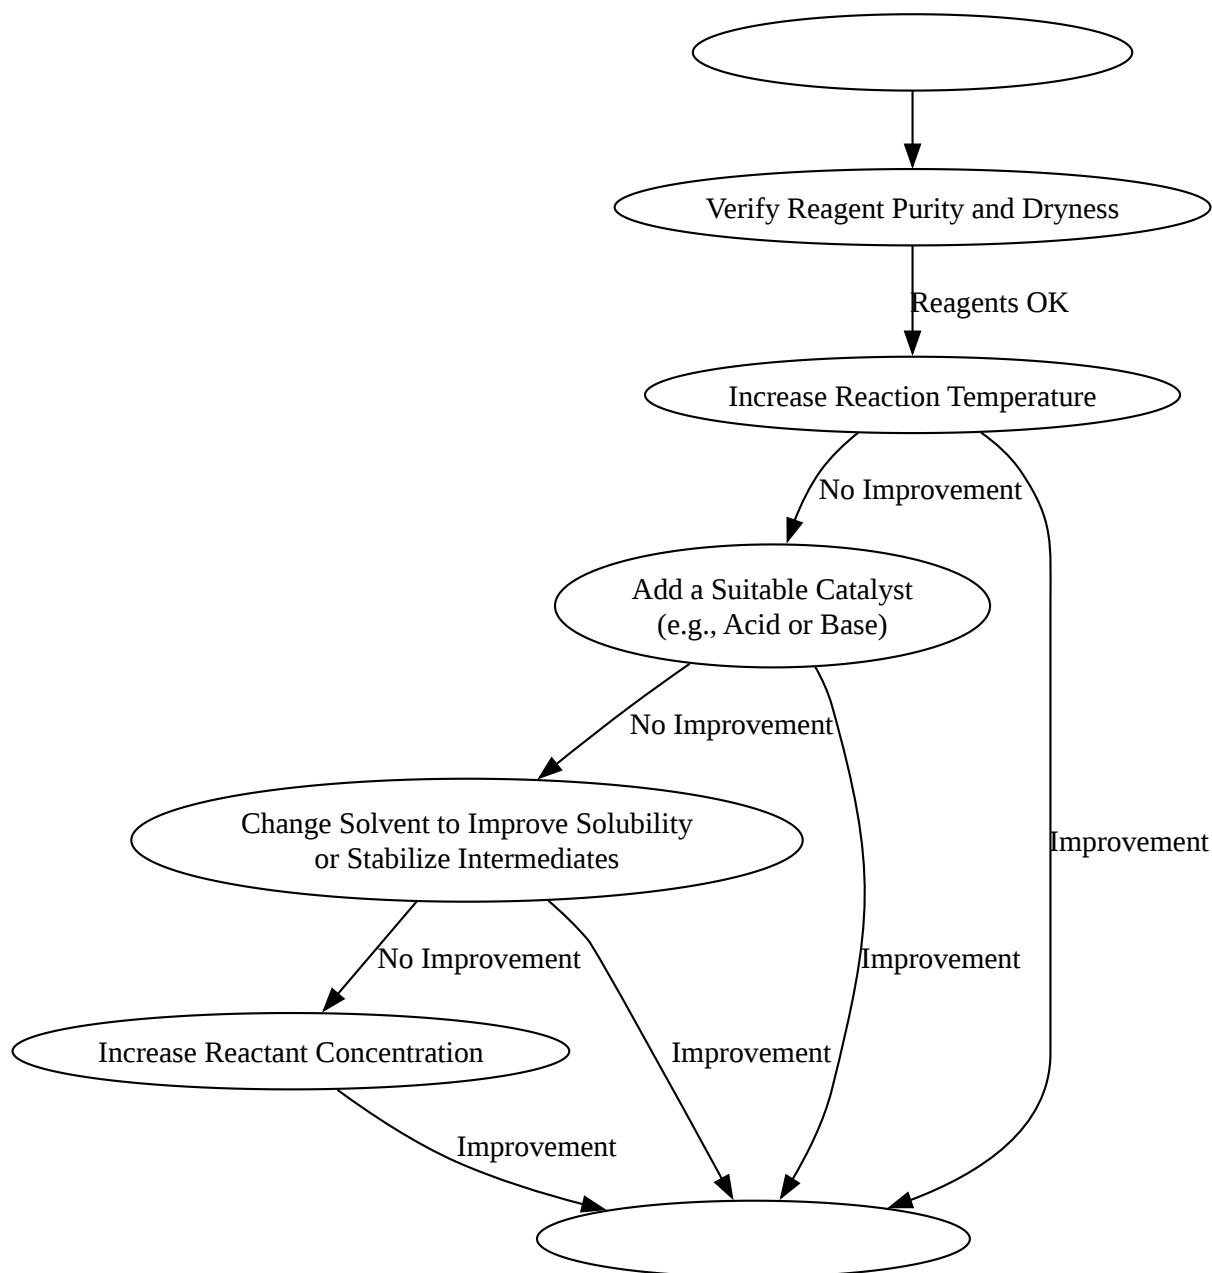 Verify Reagent Purity and Dryness
Reagents OK
Increase Reaction Temperature
No Improvement
Add a Suitable Catalyst
(e.g., Acid or Base)
No Improvement
Change Solvent to Improve Solubility
or Stabilize Intermediates
Improvement
No Improvement
Improvement
Increase Reactant Concentration
Improvement
Improvement